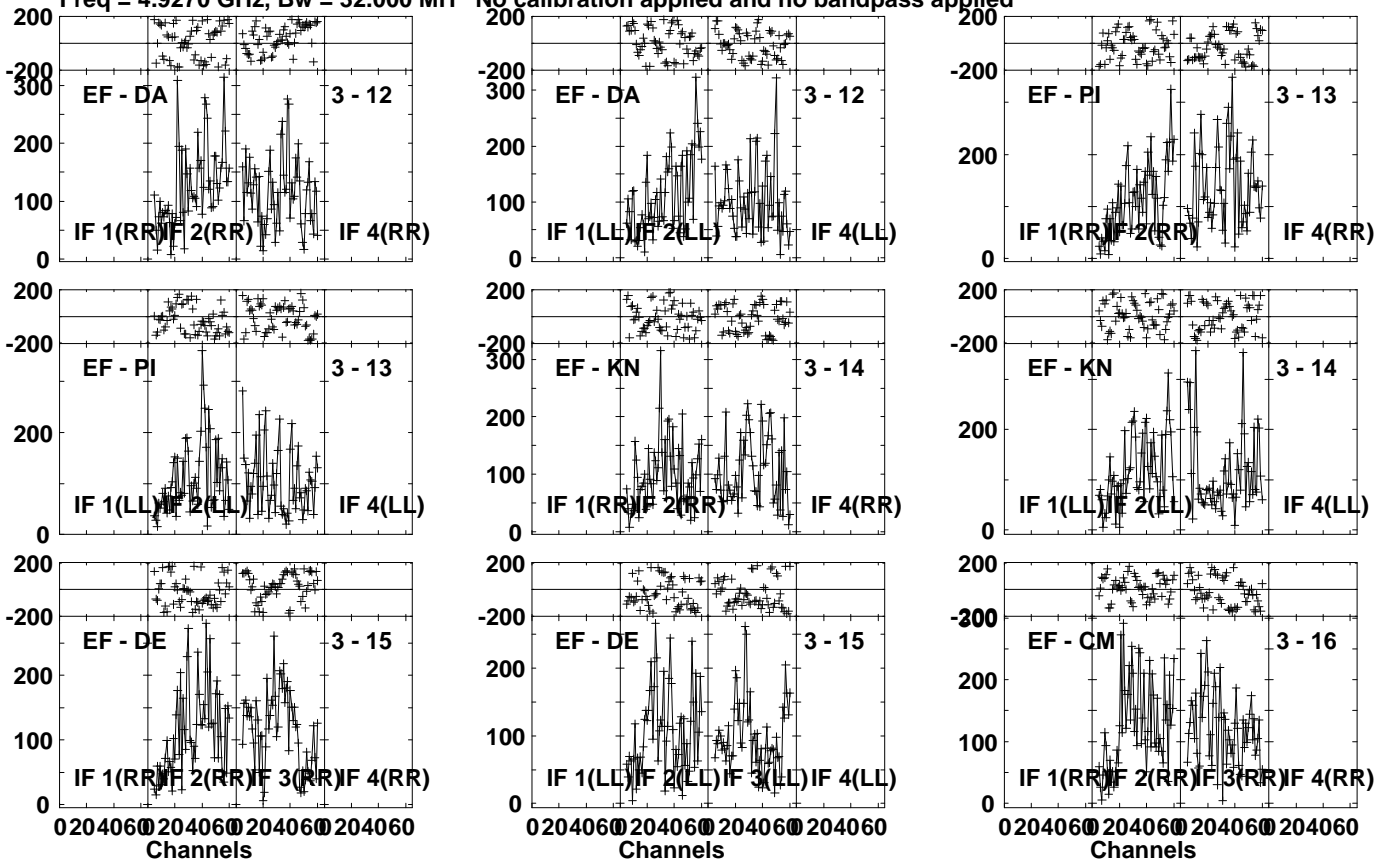 Freq = 4.9270 GHz, Bw = 32.000 MH No calibration applied and no bandpass applied
200 200 200
-200 -200 -200
300 EF - DA 3 - 12 EF - DA 3 - 12 EF - PI 3 - 13
300
200 200 200
100 100
IF 1(RR) IF 2(RR) IF 4(RR) IF 1(LL) IF 2(LL) IF 4(LL) IF 1(RR) IF 2(RR) IF 4(RR)
0 0 0
200 200 200
-200 -200 -200
EF - PI 3 - 13 EF - KN 3 - 14 EF - KN 3 - 14
300
200 200 200
100
IF 1(LL) IF 2(LL) IF 4(LL) IF 1(RR) IF 2(RR) IF 4(RR) IF 1(LL) IF 2(LL) IF 4(LL)
0 0 0
200 200 200
-200 -200
EF - DE 3 - 15 EF - DE 3 - 15 EF - CM 3 - 16
200 200 200
100 100 100
IF 1(RR) IF 2(RR) IF 3(RR) IF 4(RR) IF 1(LL) IF 2(LL) IF 3(LL) IF 4(LL) IF 1(RR) IF 2(RR) IF 3(RR) IF 4(RR)
0 0 0
0 20 40 60 0 20 40 60 0 20 40 60 0 20 40 60 0 20 40 60 0 20 40 60 0 20 40 60 0 20 40 60 0 20 40 60 0 20 40 60 0 20 40 60 0 20 40 60
Channels Channels Channels